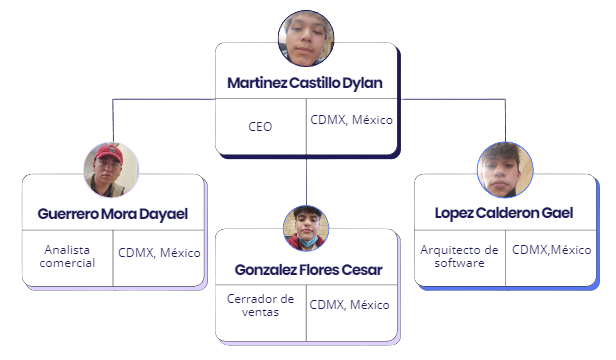 Martinez Castillo Dylan
CEO
CDMX, México
Guerrero Mora Dayael
Analista
comercial
CDMX, México
Gonzalez Flores Cesar
Cerrador de
ventas
CDMX, México
Lopez Calderon Gael
Arquitecto de
software
CDMX,México